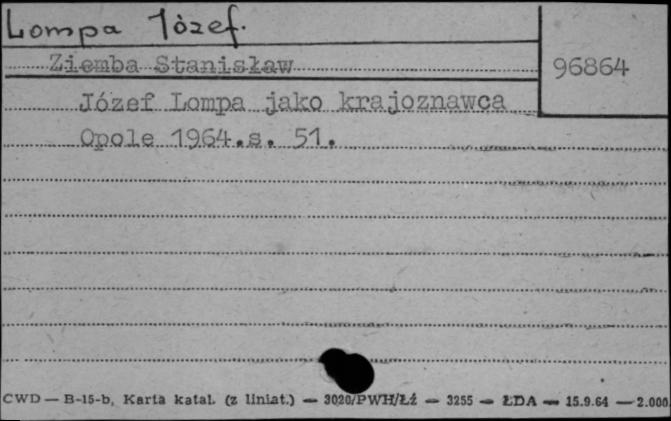 Lompa Józef.
Ziemba Stanisław
96864
Józef Lompa jako krajoznawca
Opole 1964.s. 51.
CWD — B-15-b, Karta katal. (z liniat.) — 3020/PWH/Łź — 3255 — ŁDA — 15.9.64 — 2.000